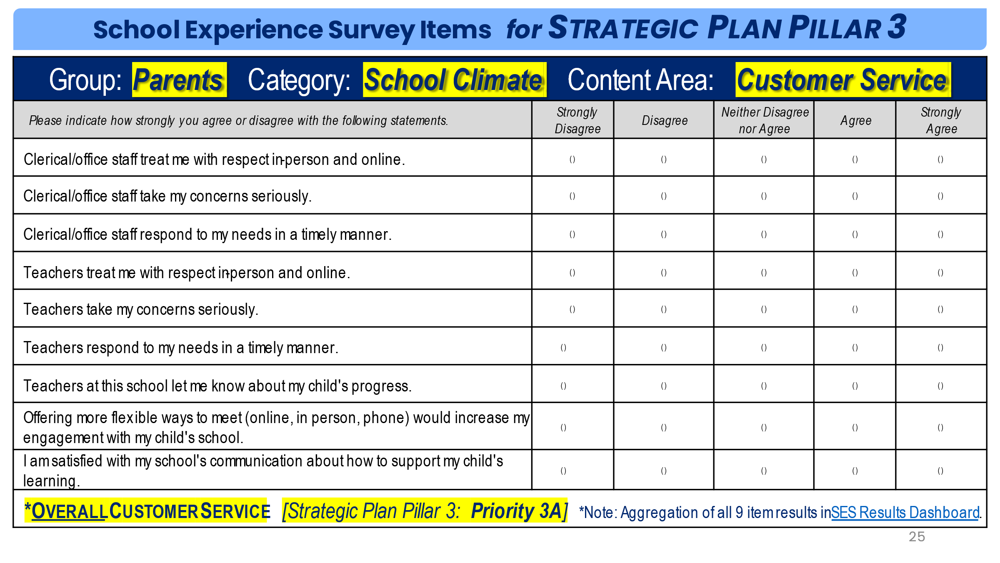 School Experience Survey Items for STRATEGIC PLAN PILLAR 3
Group: Parents Category: School Climate Content Area: Customer Service
Please indicate how strongly you agree or disagree with the following statements.
Strongly
Disagree
Disagree
Neither Disagree
nor Agree
Agree
Strongly
Agree
Clerical/office staff treat me with respect in-person and online. () () () () ()
Clerical/office staff take my concerns seriously. () () () () ()
Clerical/office staff respond to my needs in a timely manner. () () () () ()
Teachers treat me with respect in-person and online. () () () () ()
Teachers take my concerns seriously. () () () () ()
Teachers respond to my needs in a timely manner. () () () () ()
Teachers at this school let me know about my child's progress. () () () () ()
Offering more flexible ways to meet (online, in person, phone) would increase my
engagement with my child's school. () () () () ()
I am satisfied with my school's communication about how to support my child's
learning. () () () () ()
*OVERALL CUSTOMER SERVICE [Strategic Plan Pillar 3: Priority 3A] *Note: Aggregation of all 9 item results in SES Results Dashboard.
25